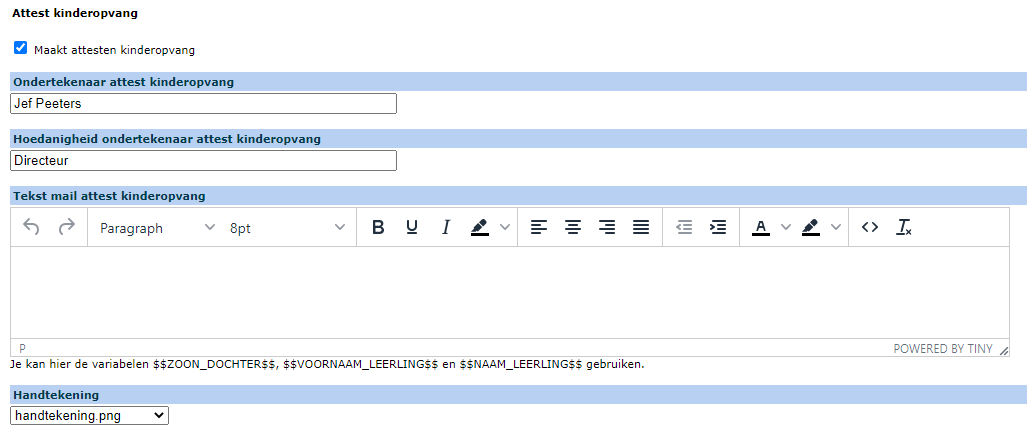 Attest kinderopvang
Maakt attesten kinderopvang
Ondertekenaar attest kinderopvang
Jef Peeters
Hoedanigheid ondertekenaar attest kinderopvang
Directeur
Tekst mail attest kinderopvang
Paragraph 8pt B U I A <> Tx
P POWERED BY TINY
Je kan hier de variabelen $$ZOON_DOCHTER$$, $$VOORNAAM_LEERLING$$ en $$NAAM_LEERLING$$ gebruiken.
Handtekening
handtekening.png